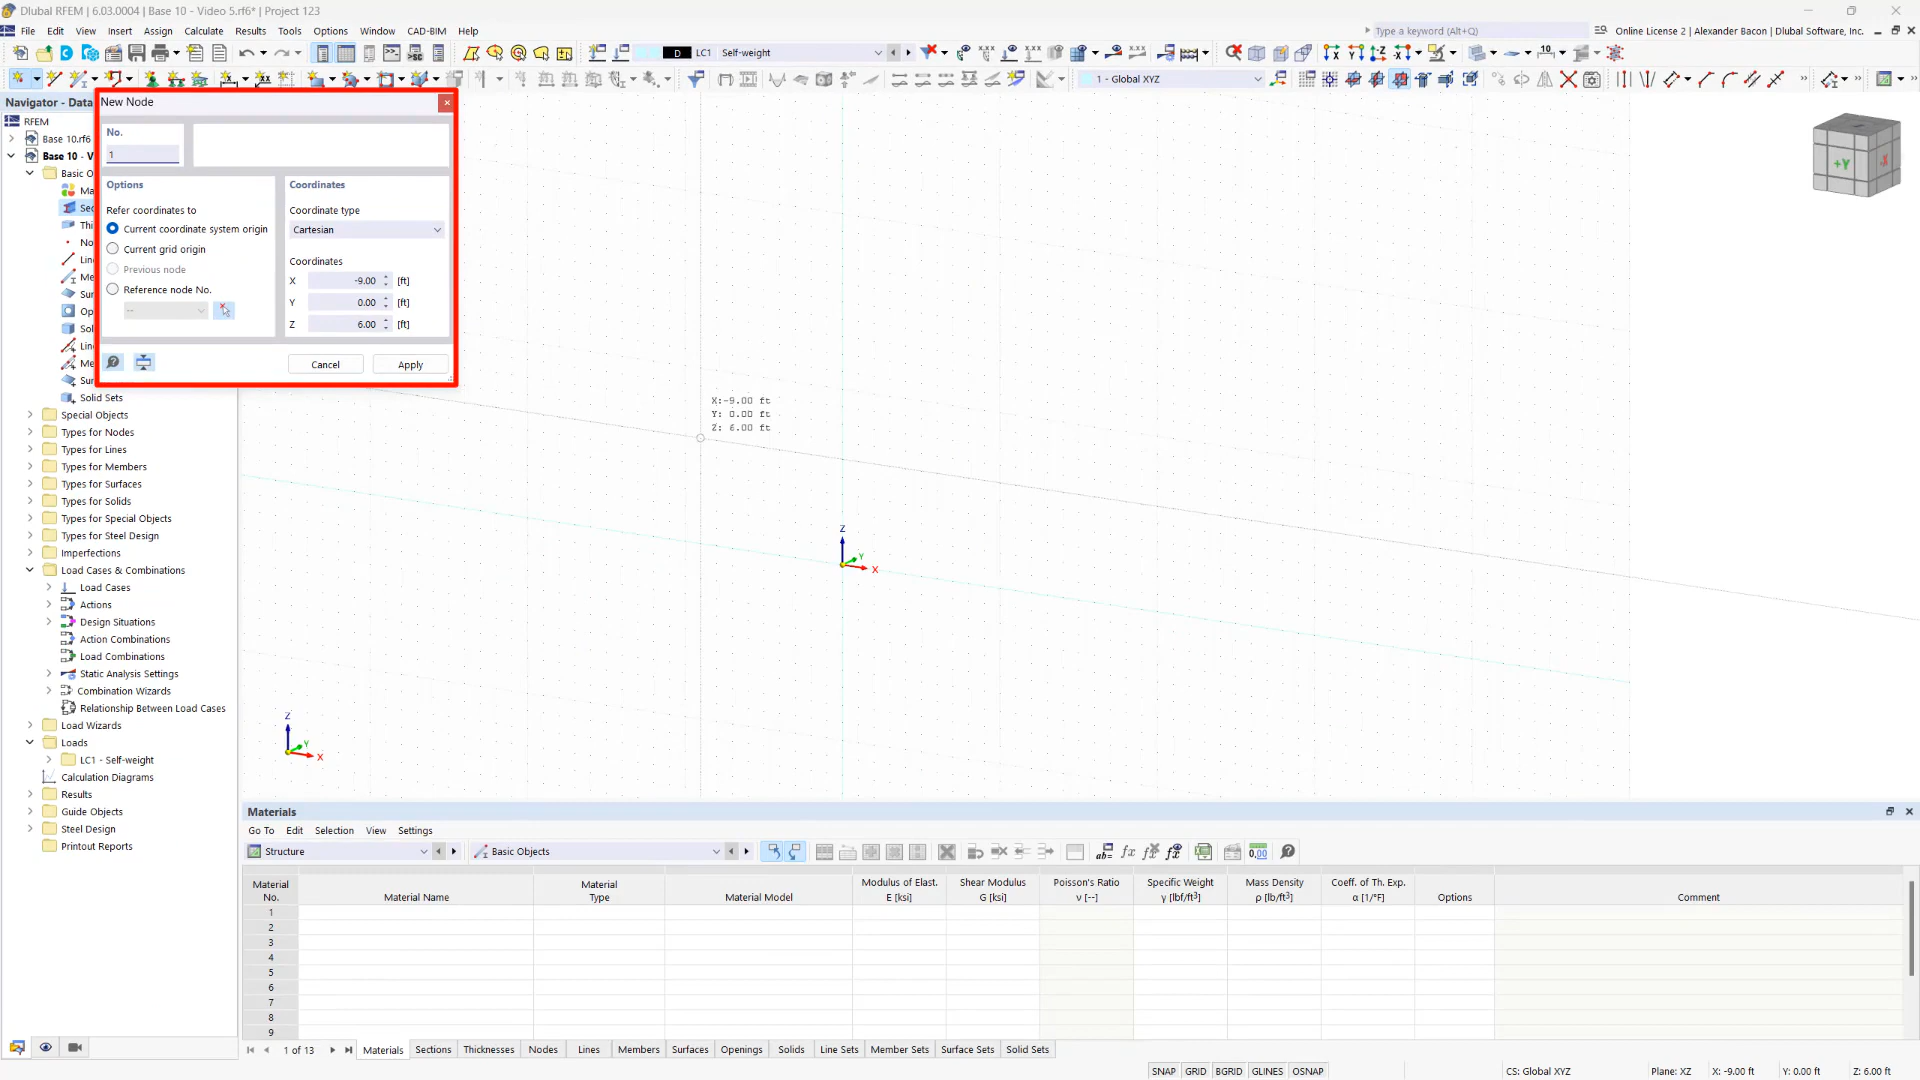 Dlubal RFEM | 6.03.0004 | Base 10 - Video 5.rf6* | Project 123
File Edit View Insert Assign Calculate Results Options Tools Options Window CAD-BIM Help
Type a keyword (Alt+Q)
Online License 2 | Alexander Bacon | Dlubal Software, Inc.
D LC1 Self-weight
1 - Global XYZ
Navigator - Data
New Node
RFEM
Base 10.rf6
Base 10 - V
Basic O
No.
1
Options
Refer coordinates to
Current coordinate system origin
Current grid origin
Previous node
Reference node No.
--
Coordinates
Coordinate type
Cartesian
Coordinates
X -9.00 [ft]
Y 0.00 [ft]
Z 6.00 [ft]
Cancel Apply
Ma
Sec
Thi
No
Lin
Me
Sur
Op
Sol
Lin
Me
Sur
Solid Sets
Special Objects
Types for Nodes
Types for Lines
Types for Members
Types for Surfaces
Types for Solids
Types for Special Objects
Types for Steel Design
Imperfections
Load Cases & Combinations
Load Cases
Actions
Design Situations
Action Combinations
Load Combinations
Static Analysis Settings
Combination Wizards
Relationship Between Load Cases
Load Wizards
Loads
LC1 - Self-weight
Calculation Diagrams
Results
Guide Objects
Steel Design
Printout Reports
X:-9.00 ft
Y: 0.00 ft
Z: 6.00 ft
Z
Y
X
Z
Y
X
+Y -X
Materials
Go To Edit Selection View Settings
Structure Basic Objects
Material No. Material Name Material Type Material Model Modulus of Elast. E [ksi] Shear Modulus G [ksi] Poisson's Ratio ν [--] Specific Weight γ [lbf/ft³] Mass Density ρ [lb/ft³] Coeff. of Th. Exp. α [1/°F] Options Comment
1
2
3
4
5
6
7
8
9
1 of 13 Materials Sections Thicknesses Nodes Lines Members Surfaces Openings Solids Line Sets Member Sets Surface Sets Solid Sets
SNAP GRID BGRID GLINES OSNAP CS: Global XYZ Plane: XZ X: -9.00 ft Y: 0.00 ft Z: 6.00 ft